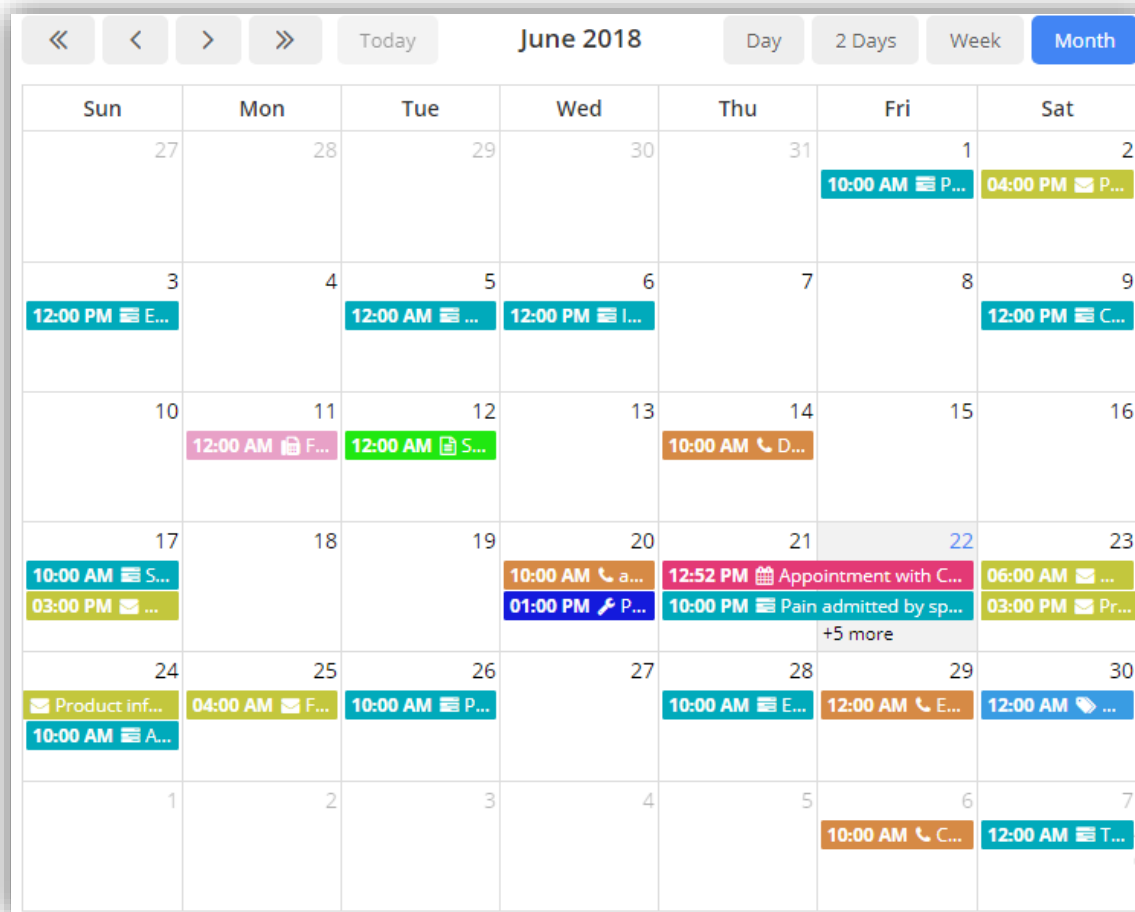 Today June 2018 Day 2 Days Week Month
Sun Mon Tue Wed Thu Fri Sat
27 28 29 30 31 1 2
10:00 AM P... 04:00 PM P...
3 4 5 6 7 8 9
12:00 PM E... 12:00 AM ... 12:00 PM I... 12:00 PM C...
10 11 12 13 14 15 16
12:00 AM F... 12:00 AM S... 10:00 AM D...
17 18 19 20 21 22 23
10:00 AM S... 10:00 AM a... 12:52 PM Appointment with C... 06:00 AM ...
03:00 PM ... 01:00 PM P... 10:00 PM Pain admitted by sp... 03:00 PM Pr...
+5 more
24 25 26 27 28 29 30
Product inf... 04:00 AM F... 10:00 AM P... 10:00 AM E... 12:00 AM E... 12:00 AM ...
10:00 AM A...
1 2 3 4 5 6 7
10:00 AM C... 12:00 AM T...